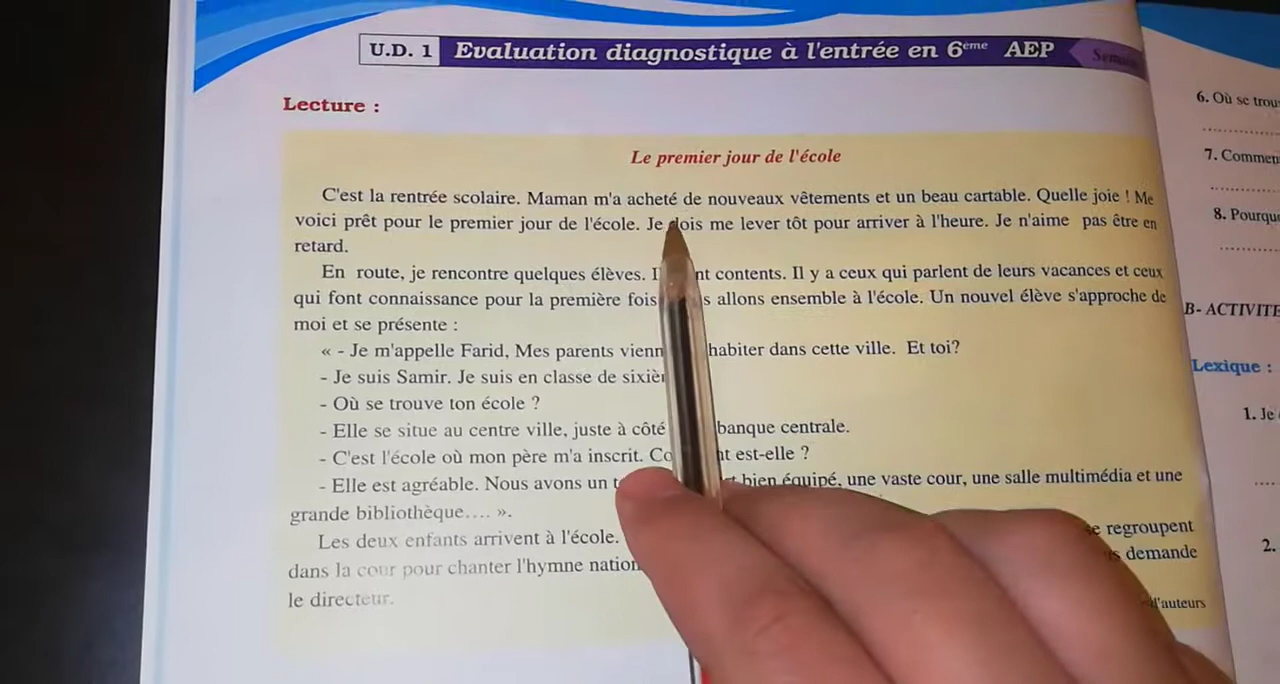 U.D. 1 Evaluation diagnostique à l'entrée en 6ème AEP
Lecture :
Le premier jour de l'école
C'est la rentrée scolaire. Maman m'a acheté de nouveaux vêtements et un beau cartable. Quelle joie ! Me
voici prêt pour le premier jour de l'école. Je dois me lever tôt pour arriver à l'heure. Je n'aime pas être en
retard.
En route, je rencontre quelques élèves. contents. Il y a ceux qui parlent de leurs vacances et ceux
qui font connaissance pour la première fois allons ensemble à l'école. Un nouvel élève s'approche de
moi et se présente :
« - Je m'appelle Farid, Mes parents habiter dans cette ville. Et toi?
- Je suis Samir. Je suis en classe de
- Où se trouve ton école ?
- Elle se situe au centre ville, juste à côté banque centrale.
- C'est l'école où mon père m'a inscrit. est-elle ?
- Elle est agréable. Nous avons un bien équipé, une vaste cour, une salle multimédia et une
grande bibliothèque.... ».
Les deux enfants arrivent à l'école. regroupent
dans la cour pour chanter l'hymne demande
le directeur.
d'auteurs
6. Où se
7.
8.
B- ACTIVITE
Lexique :
1. Je
2.